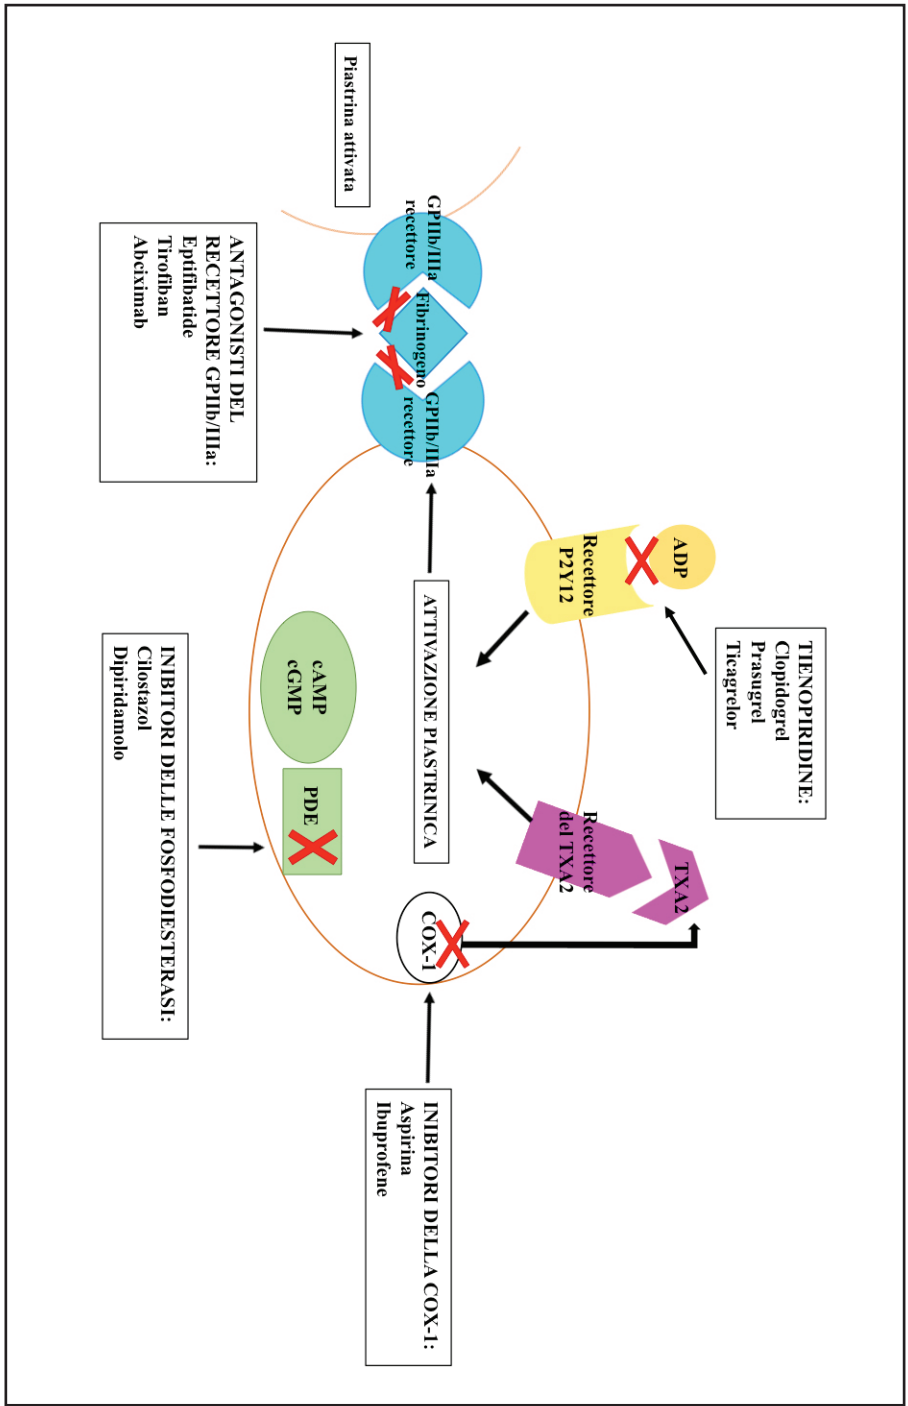 TIENOPIRIDINE:
Clopidogrel
Prasugrel
Ticagrelor
ADP
TXA2
Recettore
P2Y12
Recettore
del TXA2
Piastrina attivata
GPIIb/IIIa
recettore
Fibrinogeno
GPIIb/IIIa
recettore
ATTIVAZIONE PIASTRINICA
COX-1
INIBITORI DELLA COX-1:
Aspirina
Ibuprofene
cAMP
cGMP
PDE
ANTAGONISTI DEL
RECETTORE GPIIb/IIIa:
Eptifibatide
Tirofiban
Abciximab
INIBITORI DELLE FOSFODIESTERASI:
Cilostazol
Dipiridamolo